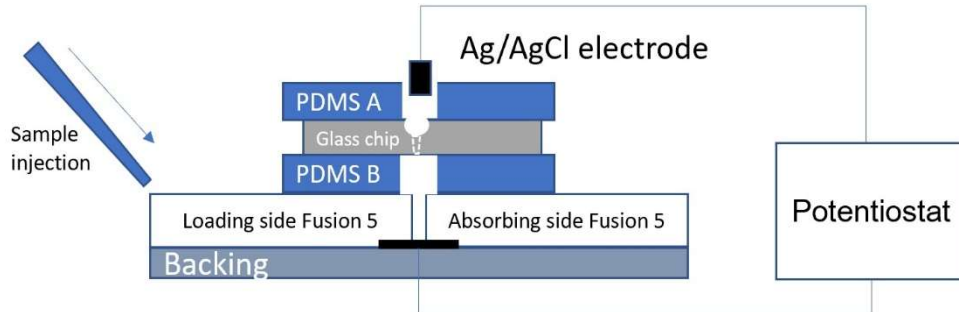 Ag/AgCl electrode
PDMS A
Sample
injection
Glass chip
PDMS B
Potentiostat
Loading side Fusion 5
Absorbing side Fusion 5
Backing